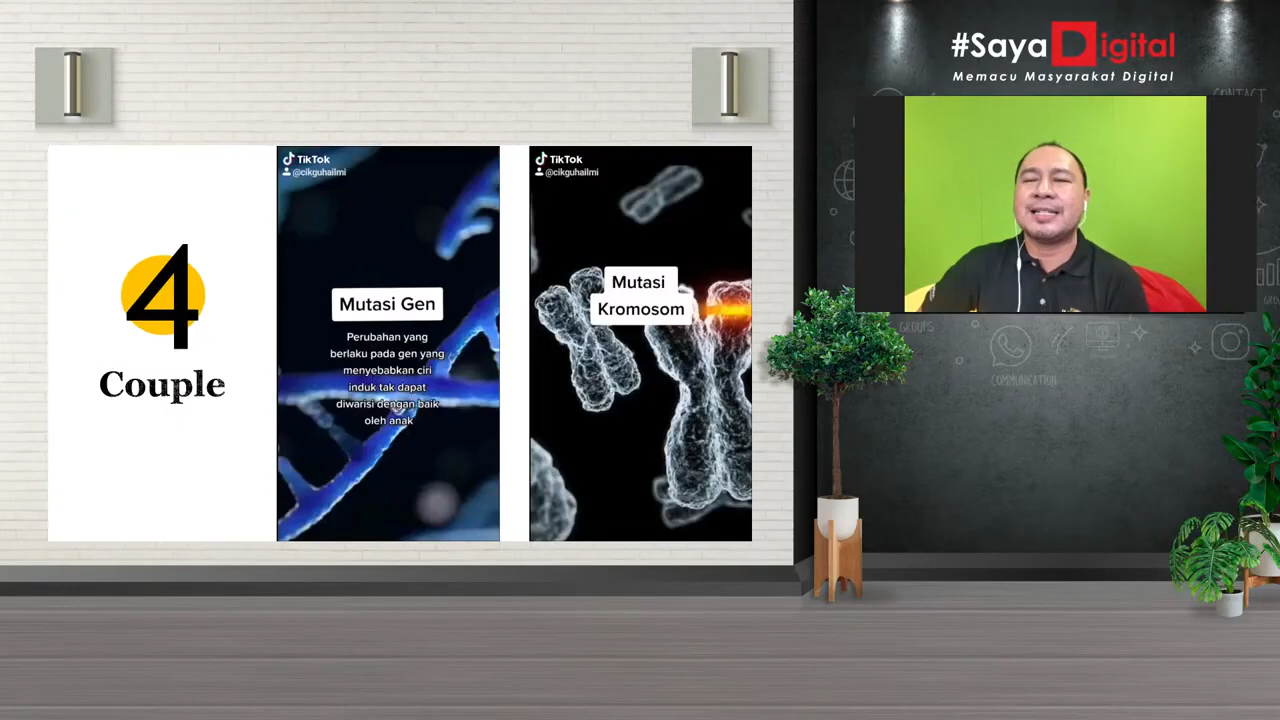 #SayaDigital
Memacu Masyarakat Digital
4
Couple
TikTok
@cikguhailmi
Mutasi Gen
Perubahan yang
berlaku pada gen yang
menyebabkan ciri
induk tak dapat
diwarisi dengan baik
oleh anak
TikTok
@cikguhailmi
Mutasi
Kromosom
CONTACT
GROUPS
COMMUNICATION